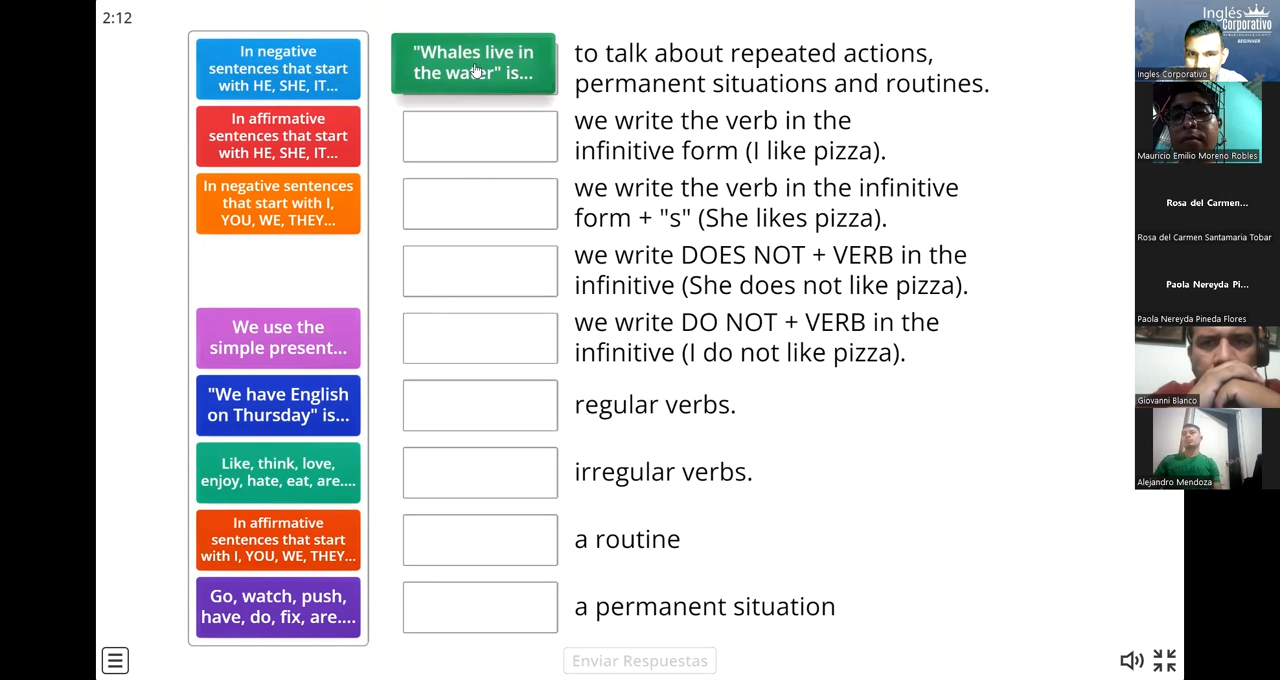 2:12
In negative
sentences that start
with HE, SHE, IT...
In affirmative
sentences that start
with HE, SHE, IT...
In negative sentences
that start with I,
YOU, WE, THEY...
We use the
simple present...
"We have English
on Thursday" is...
Like, think, love,
enjoy, hate, eat, are....
In affirmative
sentences that start
with I, YOU, WE, THEY...
Go, watch, push,
have, do, fix, are....
"Whales live in
the water" is...
to talk about repeated actions,
permanent situations and routines.
we write the verb in the
infinitive form (I like pizza).
we write the verb in the infinitive
form + "s" (She likes pizza).
we write DOES NOT + VERB in the
infinitive (She does not like pizza).
we write DO NOT + VERB in the
infinitive (I do not like pizza).
regular verbs.
irregular verbs.
a routine
a permanent situation
Enviar Respuestas
Inglés
Corporativo
BEGINNER
Ingles Corporativo
Mauricio Emilio Moreno Robles
Rosa del Carmen...
Rosa del Carmen Santamaria Tobar
Paola Nereyda Pi...
Paola Nereyda Pineda Flores
Giovanni Blanco
Alejandro Mendoza